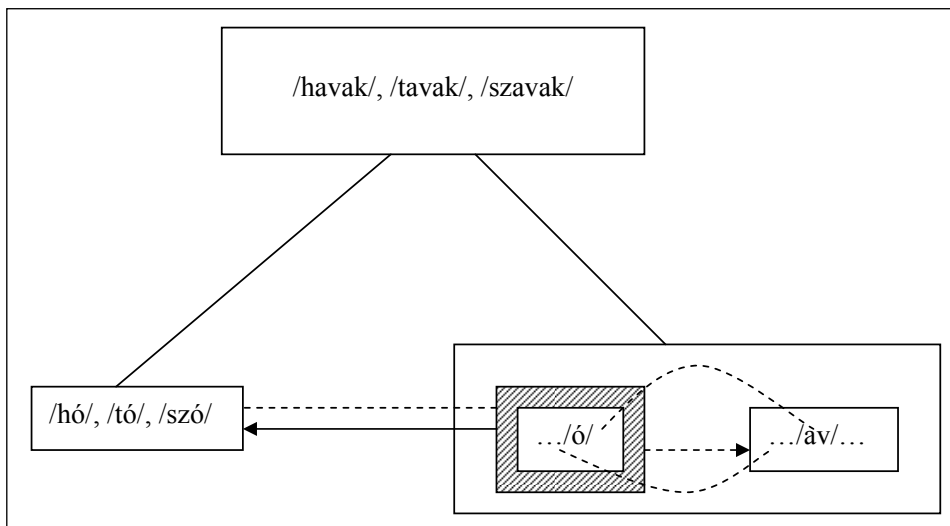 /havak/, /tavak/, /szavak/
/hó/, /tó/, /szó/
…/ó/
…/àv/…